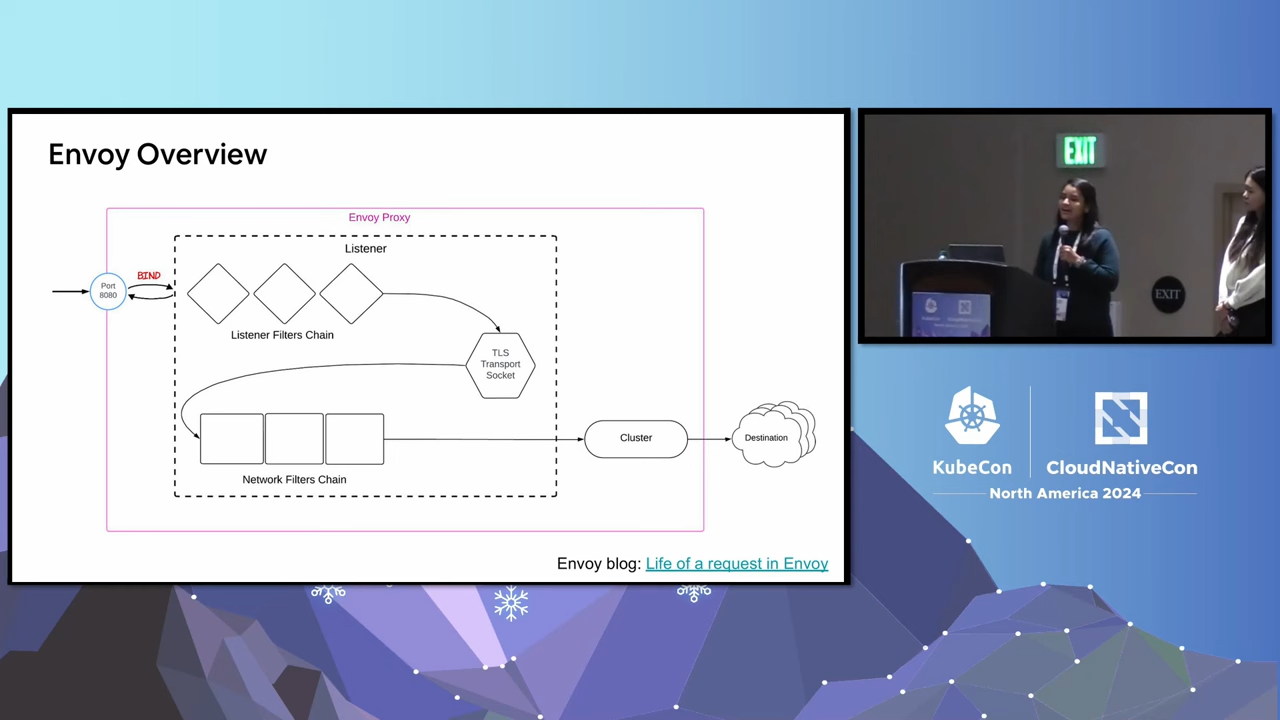 Envoy Overview
Envoy Proxy
Listener
Port
8080
BIND
Listener Filters Chain
TLS
Transport
Socket
Network Filters Chain
Cluster
Destination
Envoy blog: Life of a request in Envoy
EXIT
EXIT
KubeCon
CloudNativeCon
North America 2024